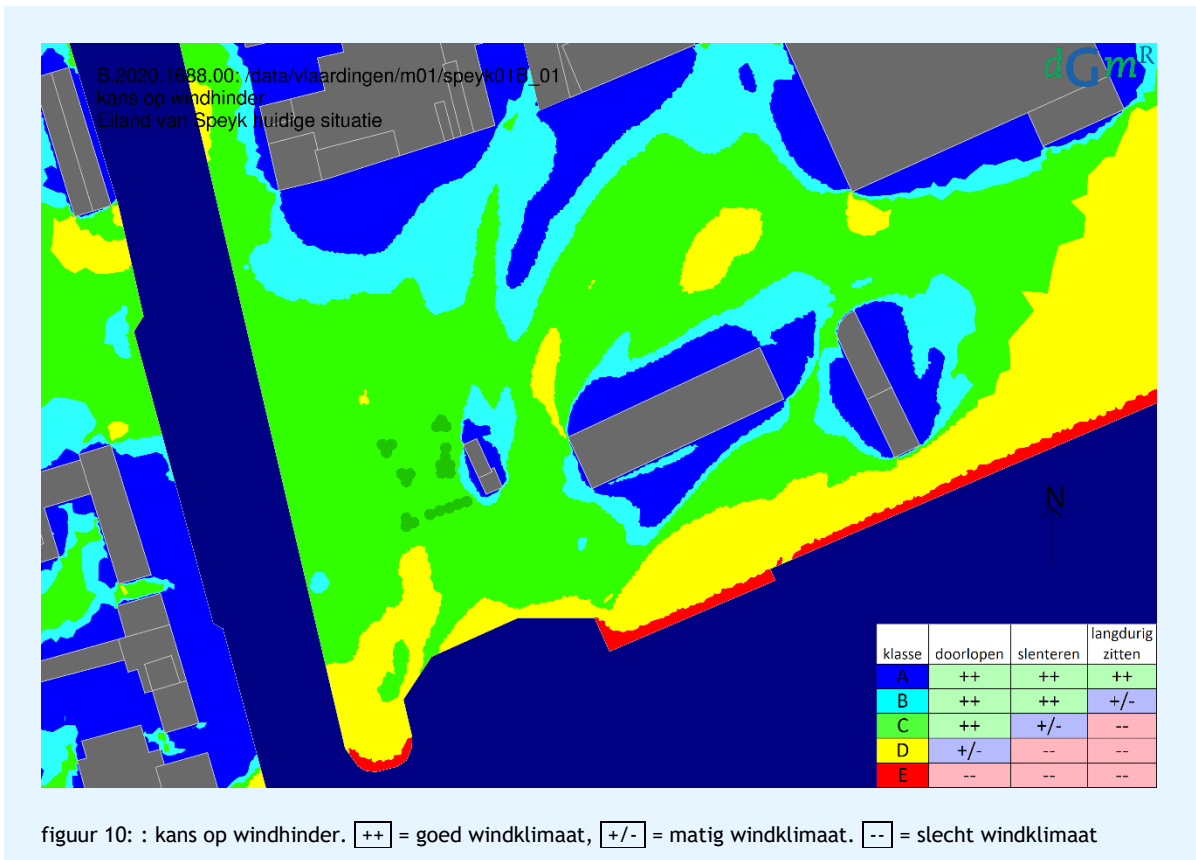 B.2020.1688.00: /data/vlaardingen/m01/speyk01B_01
kans op windhinder
Eiland van Speyk huidige situatie
dGmR
N
klasse doorlopen slenteren langdurig zitten
A ++ ++ ++
B ++ ++ +/-
C ++ +/- --
D +/- -- --
E -- -- --
figuur 10: : kans op windhinder. ++ = goed windklimaat, +/- = matig windklimaat. -- = slecht windklimaat